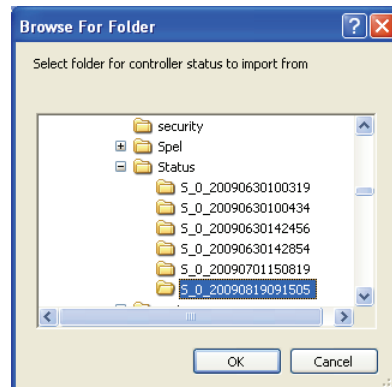 Browse For Folder
Select folder for controller status to import from
security
Spel
Status
S_0_20090630100319
S_0_20090630100434
S_0_20090630142456
S_0_20090630142854
S_0_20090701150819
S_0_20090819091505
OK Cancel